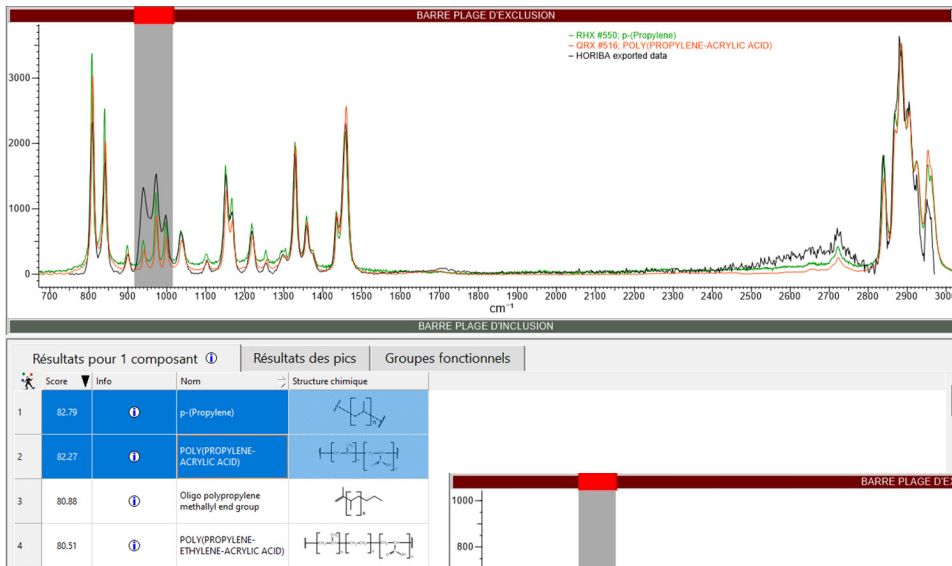 BARRE PLAGE D'EXCLUSION
RHX #550; p-(Propylene)
QRX #516; POLY(PROPYLENE-ACRYLIC ACID)
HORIBA exported data
3000
2000
1000
0
700 800 900 1000 1100 1200 1300 1400 1500 1600 1700 1800 1900 2000 2100 2200 2300 2400 2500 2600 2700 2800 2900 300
cm⁻¹
BARRE PLAGE D'INCLUSION
Résultats pour 1 composant Résultats des pics Groupes fonctionnels
Score Info Nom Structure chimique
1 82.79 p-(Propylene)
2 82.27 POLY(PROPYLENE-
ACRYLIC ACID)
3 80.88 Oligo polypropylene
methallyl end group
4 80.51 POLY(PROPYLENE-
ETHYLENE-ACRYLIC ACID)
BARRE PLAGE D'EX
1000
800